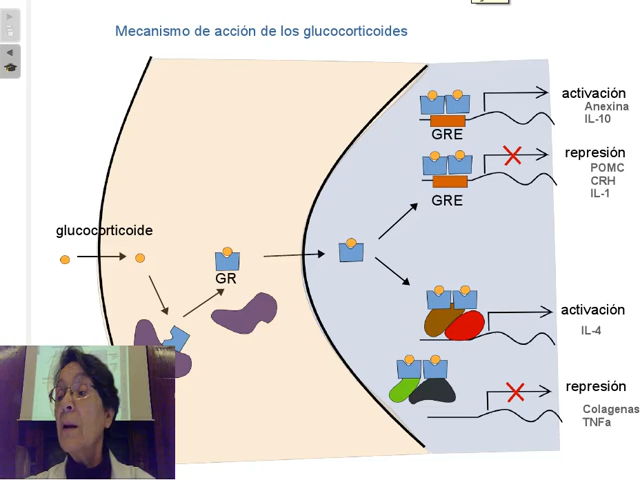 Mecanismo de acción de los glucocorticoides
activación
Anexina
IL-10
GRE
represión
POMC
CRH
IL-1
GRE
glucocorticoide
GR
activación
IL-4
represión
Colagenas
TNFa